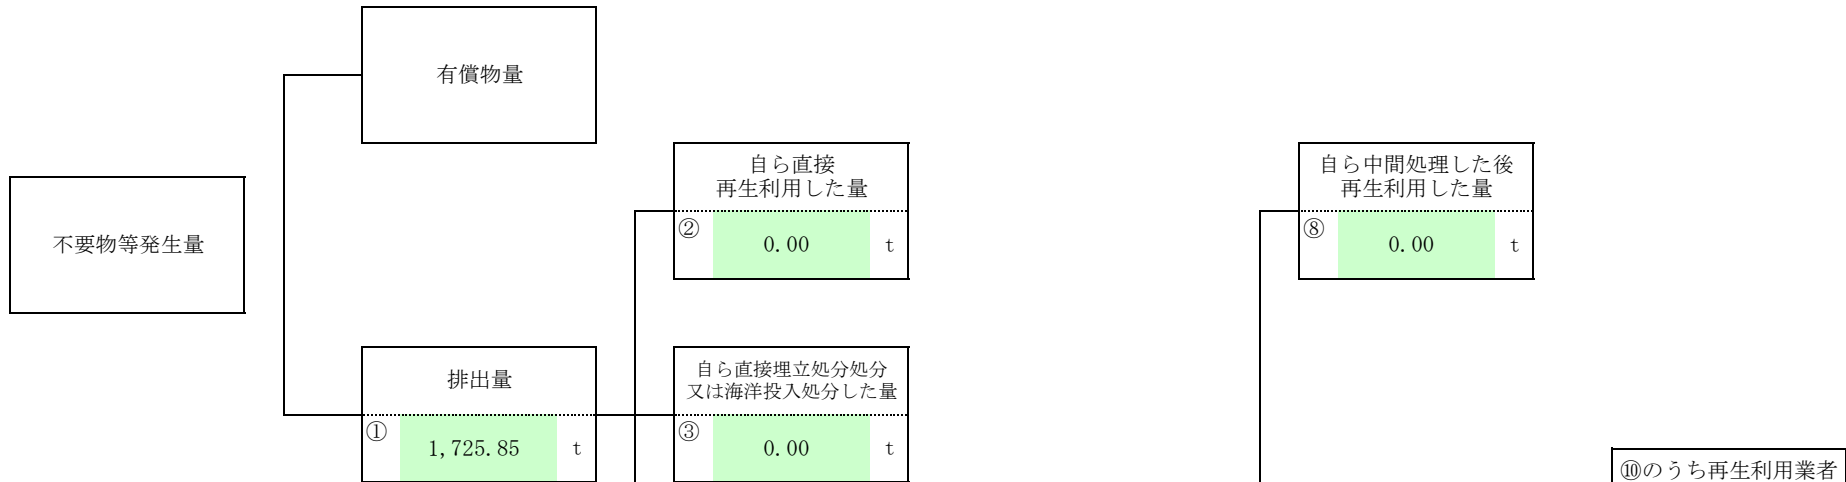 有償物量
自ら直接
再生利用した量
② 0.00 t
自ら中間処理した後
再生利用した量
⑧ 0.00 t
不要物等発生量
排出量
① 1,725.85 t
自ら直接埋立処分処分
又は海洋投入処分した量
③ 0.00 t
⑩のうち再生利用業者